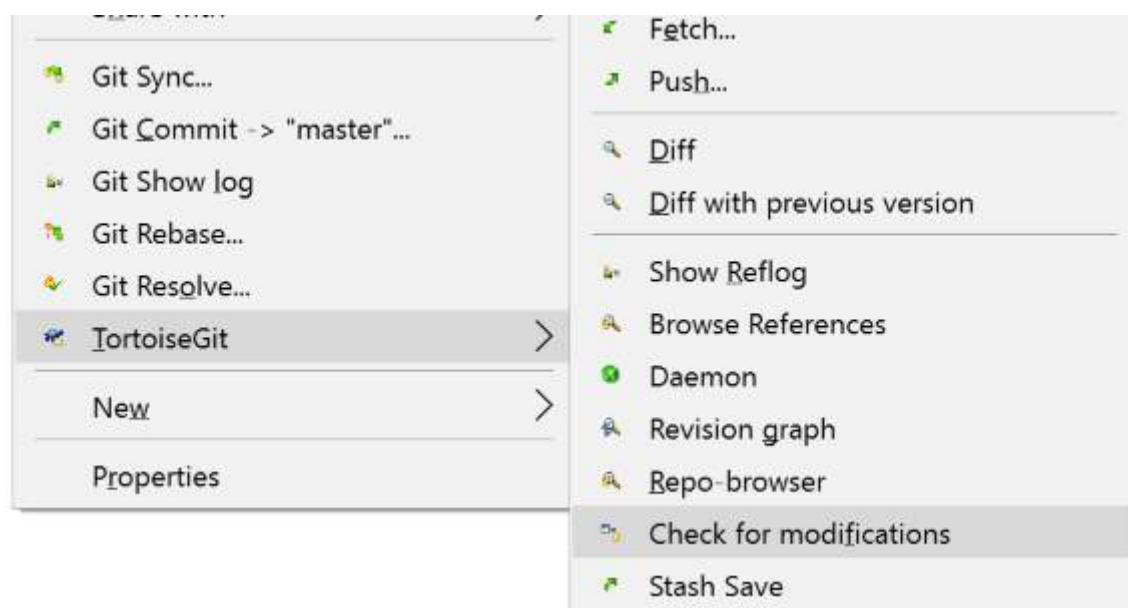 Git Sync...
Git Commit -> "master"...
Git Show log
Git Rebase...
Git Resolve...
TortoiseGit
New
Properties
Fetch...
Push...
Diff
Diff with previous version
Show Reflog
Browse References
Daemon
Revision graph
Repo-browser
Check for modifications
Stash Save